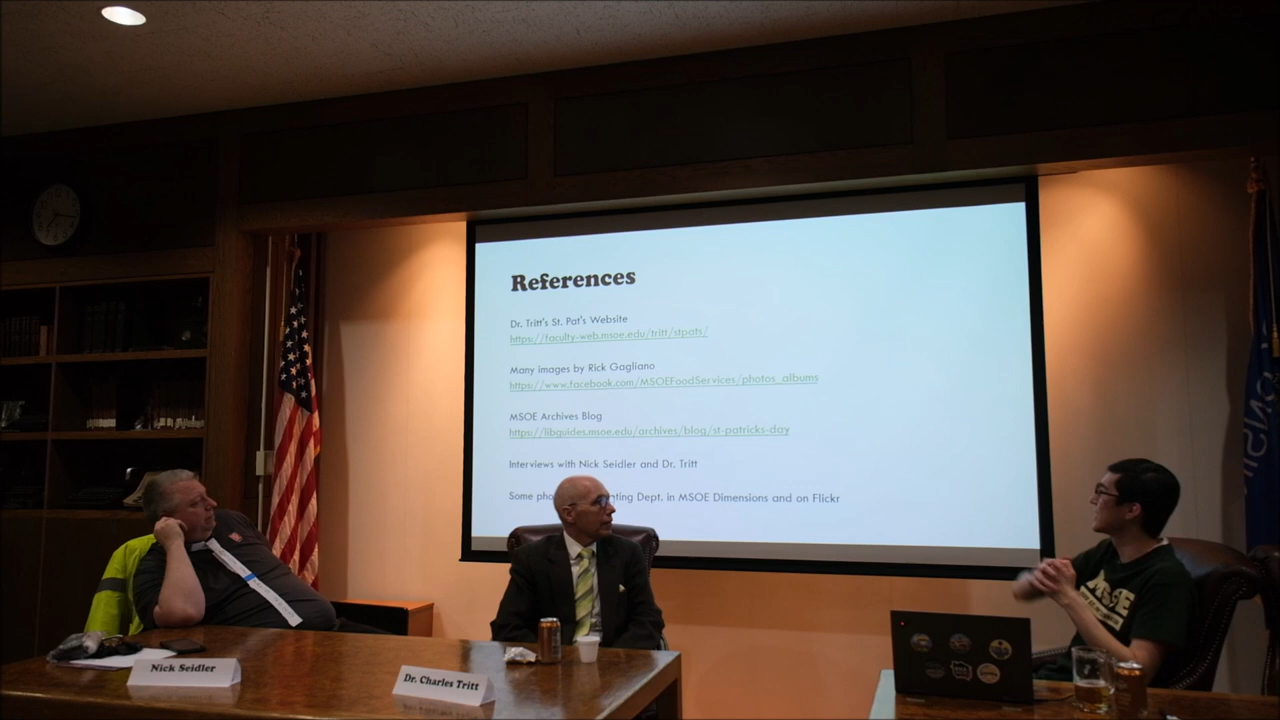 References
Dr. Tritt's St. Pat's Website
https://faculty-web.msoe.edu/tritt/stpats/
Many images by Rick Gagliano
https://www.facebook.com/MSOEFoodServices/photos_albums
MSOE Archives Blog
https://libguides.msoe.edu/archives/blog/st-patricks-day
Interviews with Nick Seidler and Dr. Tritt
Some Dept. in MSOE Dimensions and on Flickr
MSOE
Nick Seidler
Dr. Charles Tritt